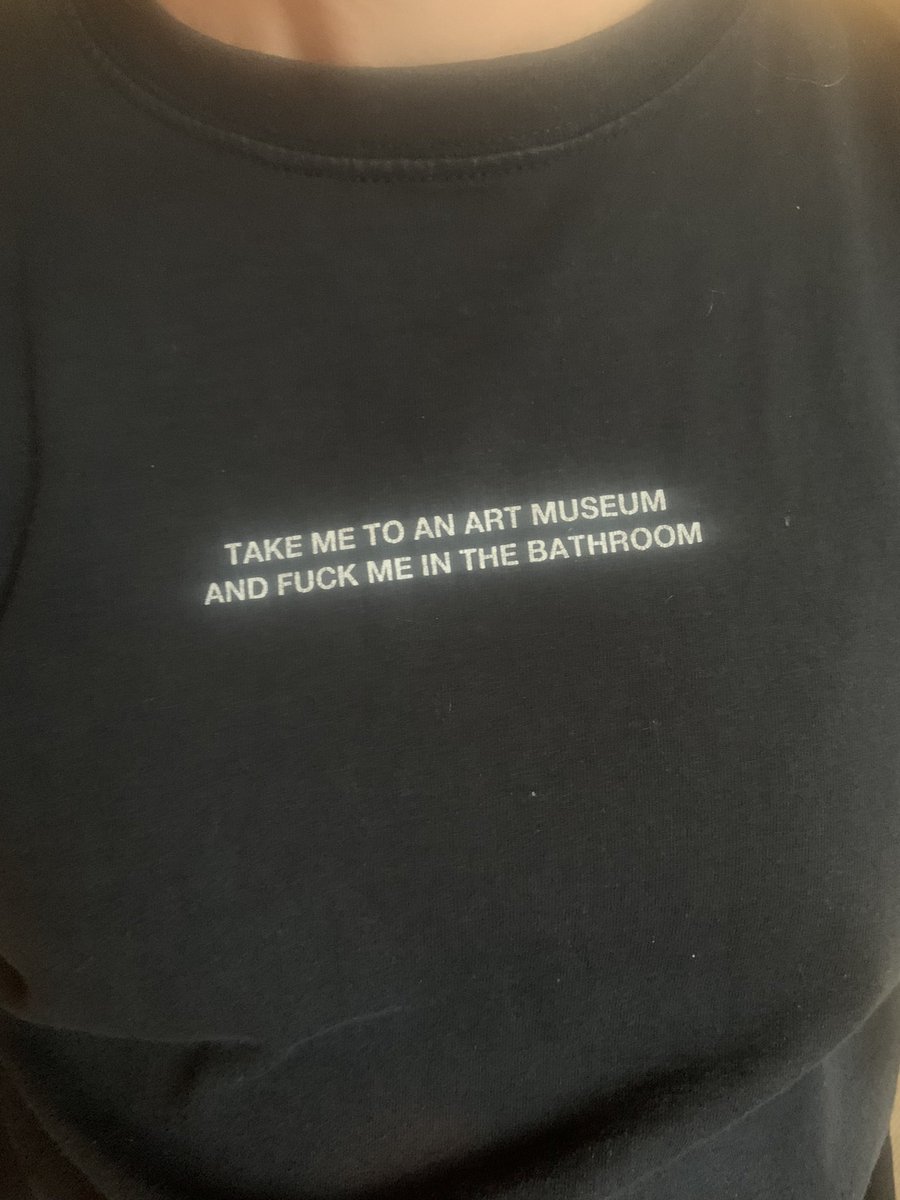 TAKE ME TO AN ART MUSEUM
AND FUCK ME IN THE BATHROOM